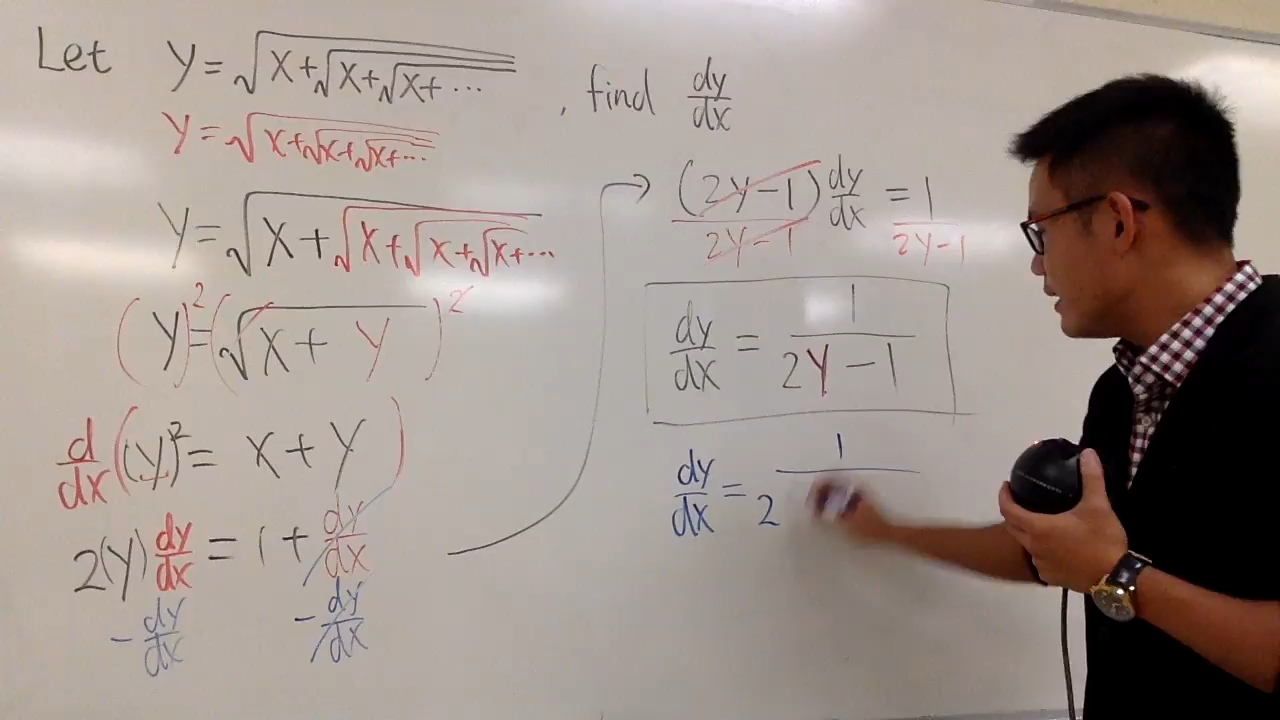 Let y = √(x + √(x + √(x + ...
, find dy/dx
y = √(x + √(x + √(x + ...
y = √(x + √(x + √(x + √(x + ...
(y)² = (√(x + y))²
d/dx ((y)² = x + y)
2(y) dy/dx = 1 + dy/dx
- dy/dx - dy/dx
(2y - 1) dy/dx = 1
2y - 1 2y - 1
dy/dx = 1/(2y - 1)
dy/dx = 1/2